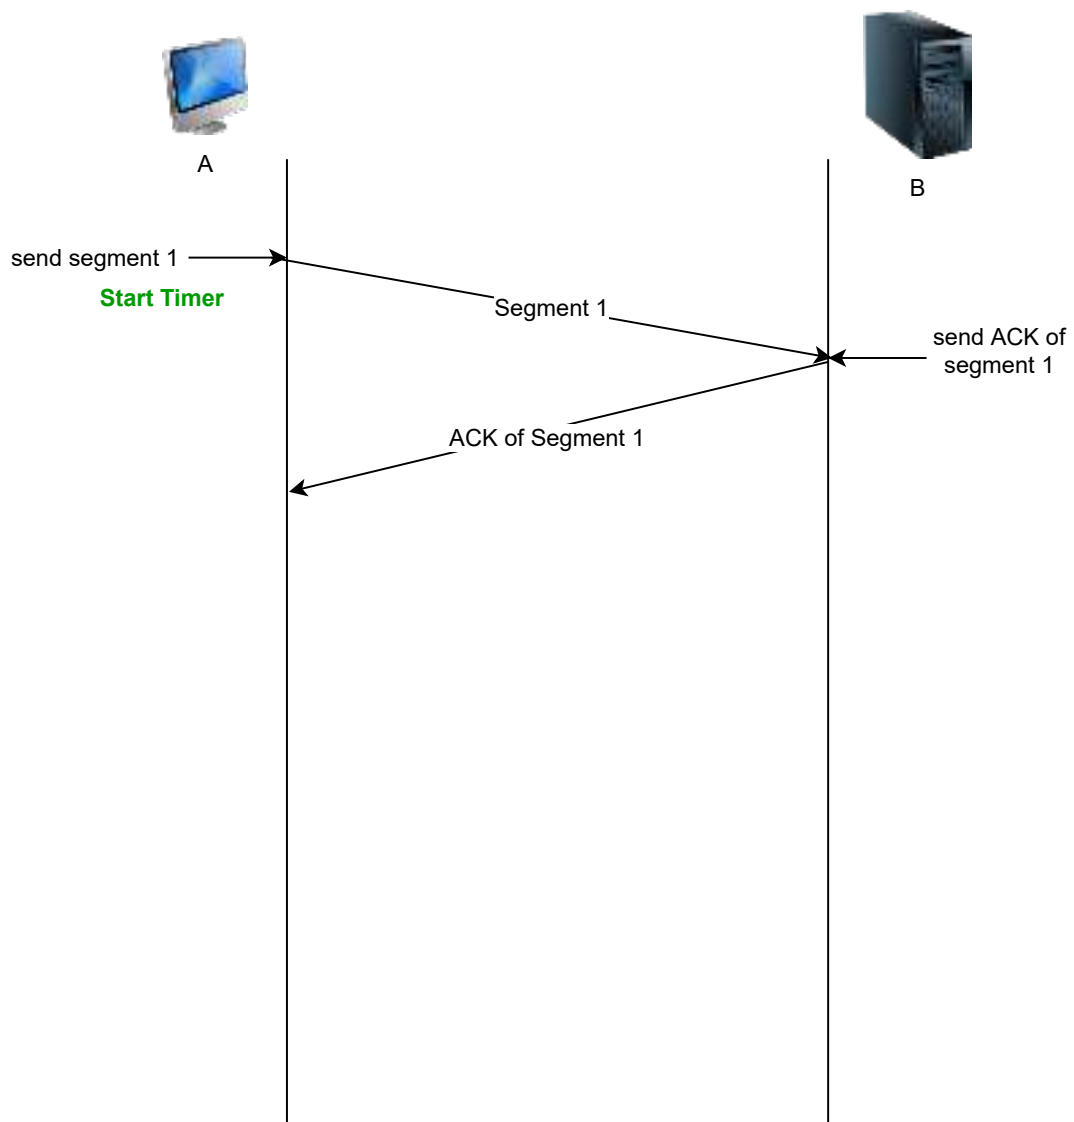 A
B
send segment 1
Start Timer
Segment 1
send ACK of
segment 1
ACK of Segment 1